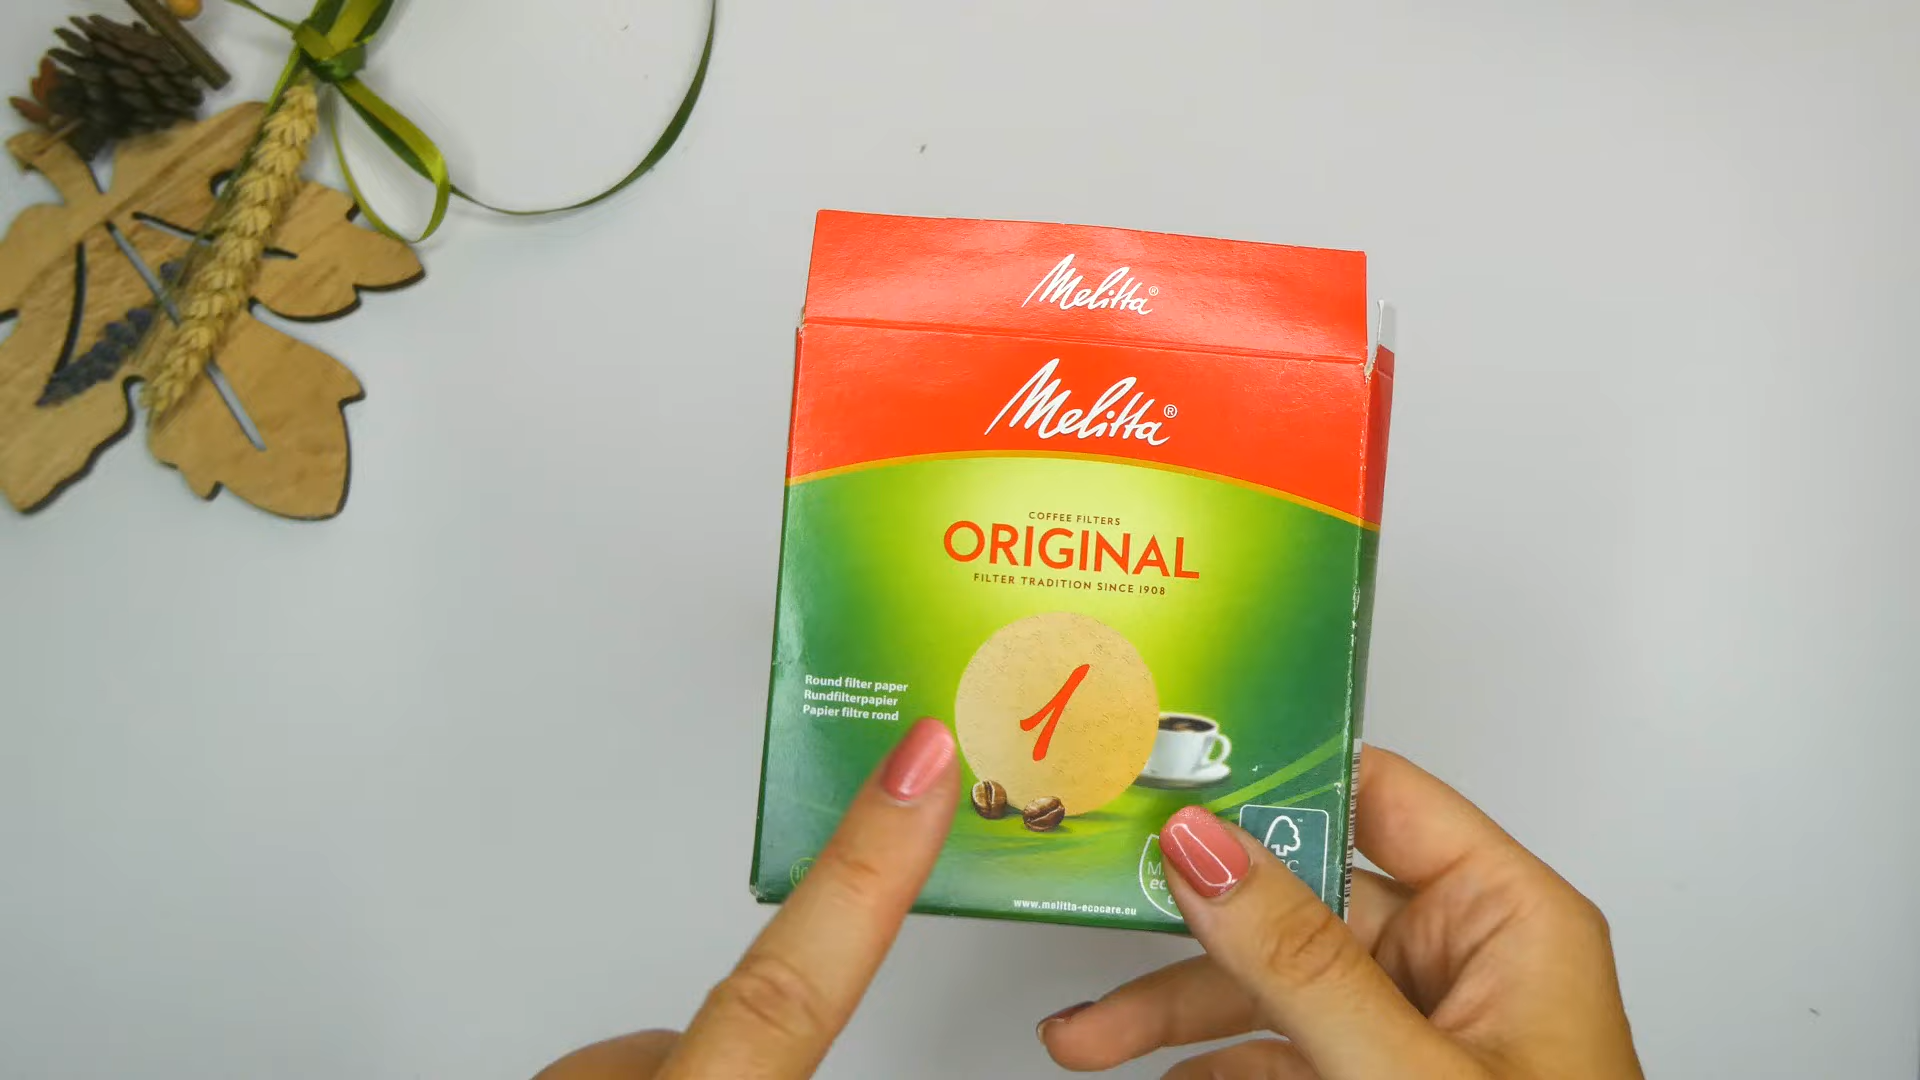 Melitta®
Melitta®
COFFEE FILTERS
ORIGINAL
FILTER TRADITION SINCE 1908
1
Round filter paper
Rundfilterpapier
Papier filtre rond
www.melitta-ecocare.eu